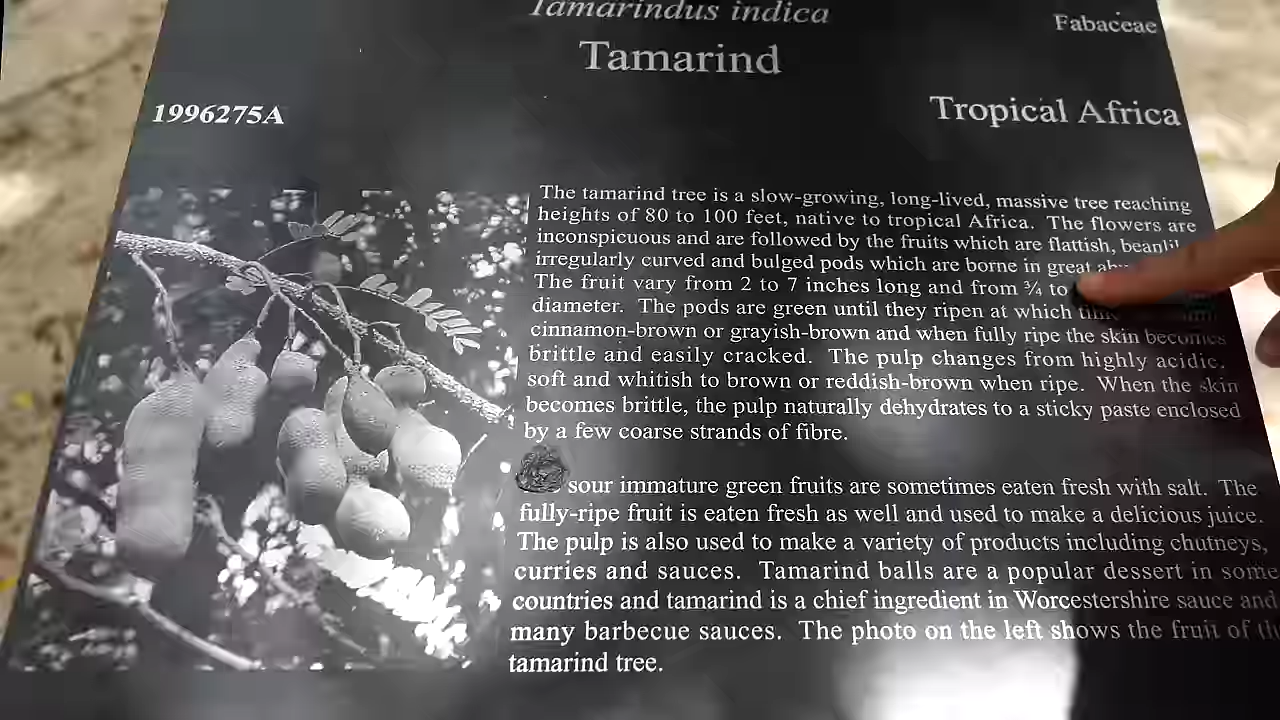 Tamarindus indica
Fabaceae
Tamarind
1996275A
Tropical Africa
The tamarind tree is a slow-growing, long-lived, massive tree reaching
heights of 80 to 100 feet, native to tropical Africa. The flowers are
inconspicuous and are followed by the fruits which are flattish,
irregularly curved and bulged pods which are borne in great
The fruit vary from 2 to 7 inches long and from ¾ to
diameter. The pods are green until they ripen at which
cinnamon-brown or grayish-brown and when fully ripe the skin becomes
brittle and easily cracked. The pulp changes from highly acidic,
soft and whitish to brown or reddish-brown when ripe. When the skin
becomes brittle, the pulp naturally dehydrates to a sticky paste enclosed
by a few coarse strands of fibre.
sour immature green fruits are sometimes eaten fresh with salt. The
fully-ripe fruit is eaten fresh as well and used to make a delicious juice.
The pulp is also used to make a variety of products including chutneys,
curries and sauces. Tamarind balls are a popular dessert in some
countries and tamarind is a chief ingredient in Worcestershire sauce and
many barbecue sauces. The photo on the left shows the fruit of
tamarind tree.